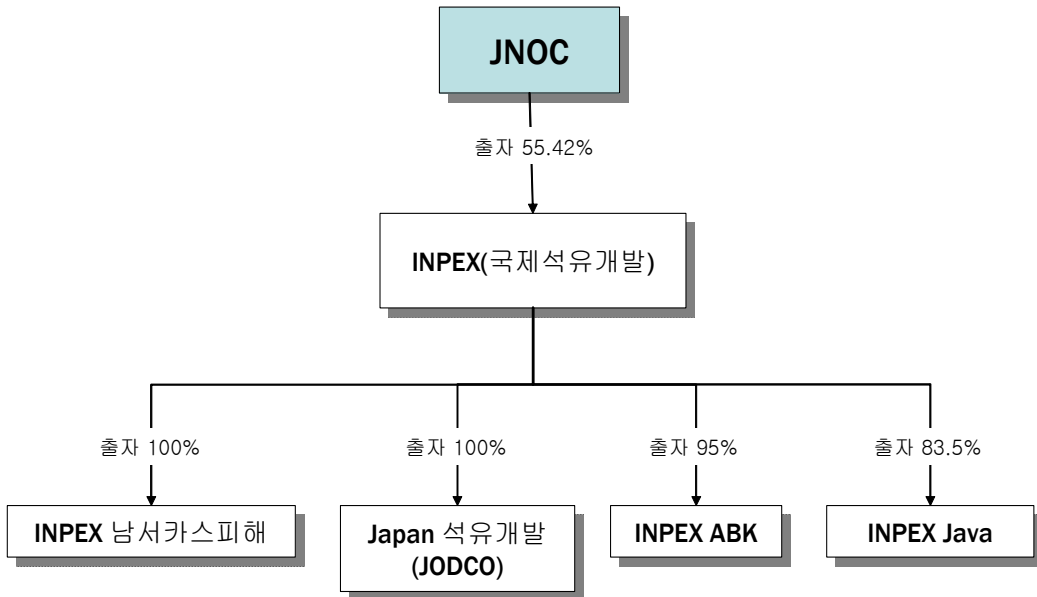 JNOC
출자 55.42%
INPEX(국제석유개발)
출자 100%
출자 100%
출자 95%
출자 83.5%
INPEX 남서카스피해
Japan 석유개발
(JODCO)
INPEX ABK
INPEX Java